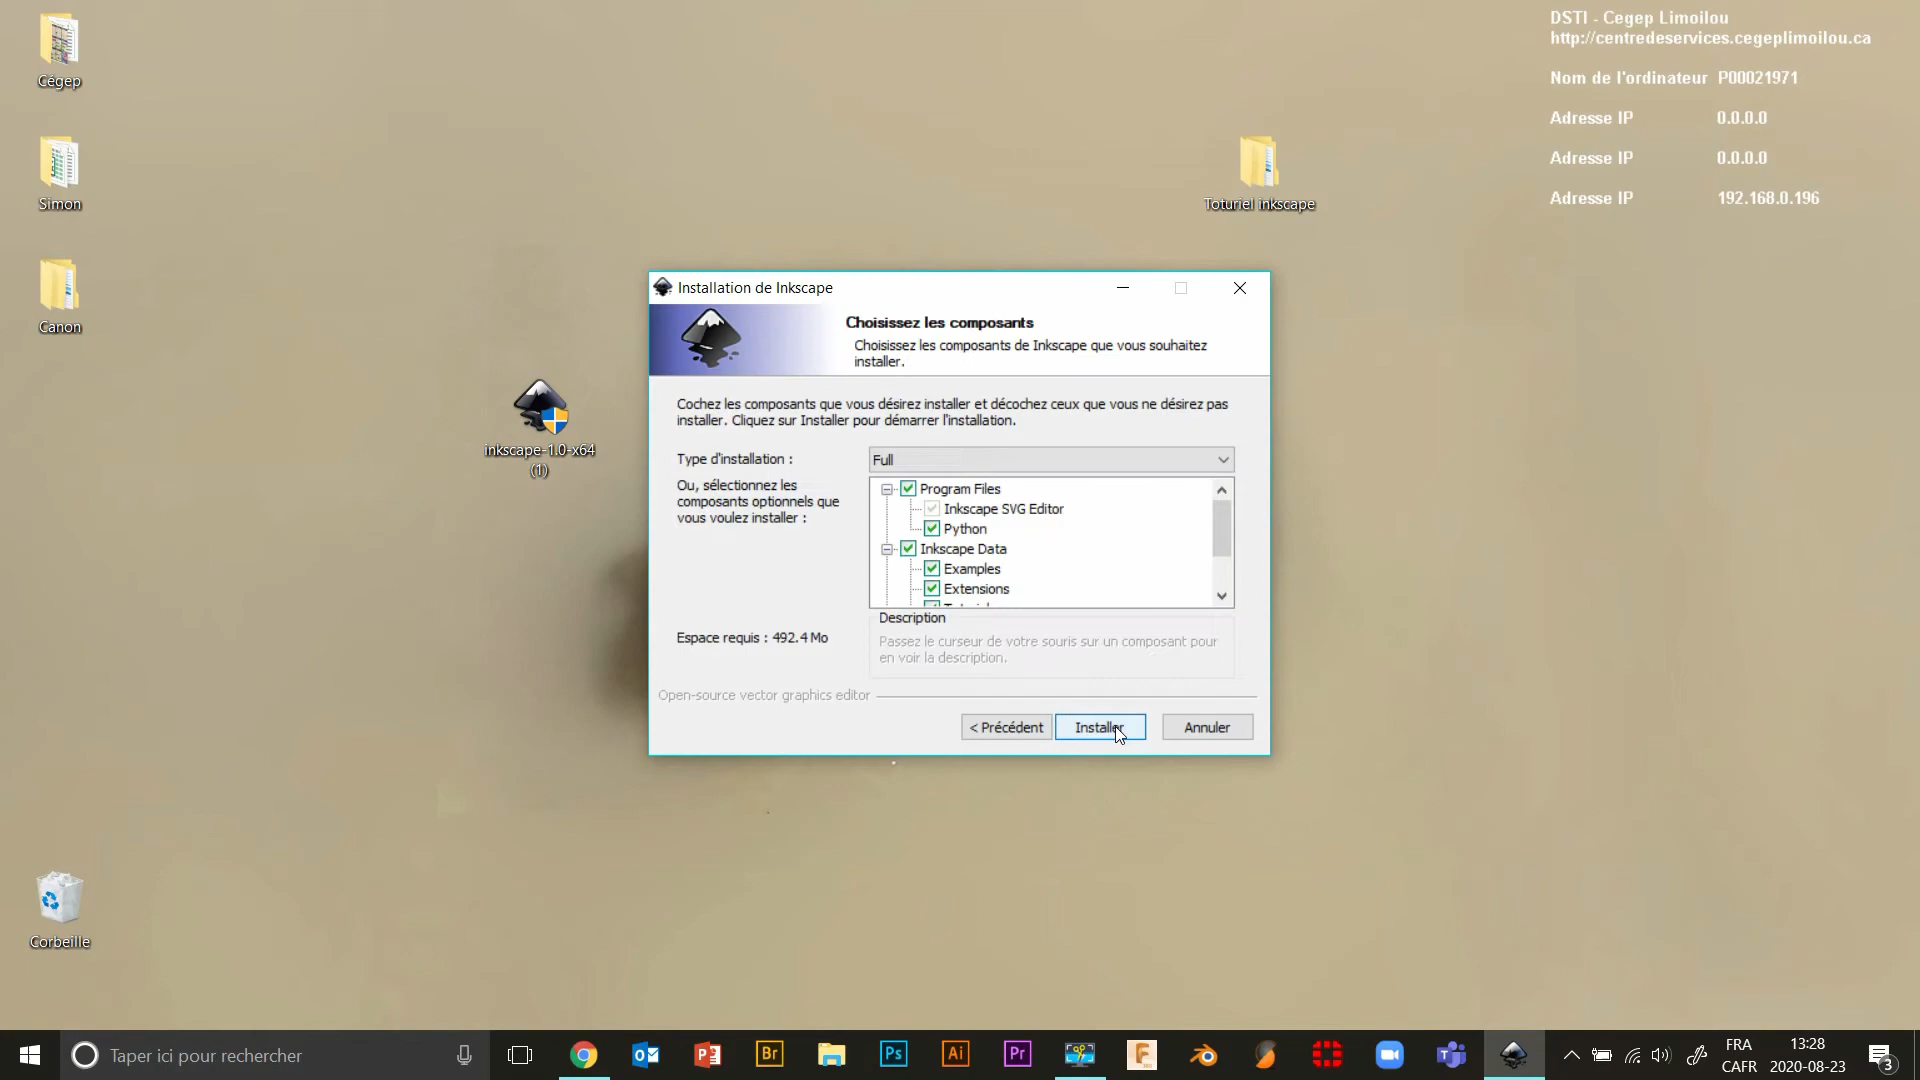 DSTI - Cegep Limoilou
http://centredeservices.cegeplimoilou.ca
Nom de l'ordinateur P00021971
Adresse IP 0.0.0.0
Adresse IP 0.0.0.0
Adresse IP 192.168.0.196
Cégep
Simon
Canon
Toturiel inkscape
inkscape-1.0-x64
(1)
Corbeille
Installation de Inkscape
Choisissez les composants
Choisissez les composants de Inkscape que vous souhaitez
installer.
Cochez les composants que vous désirez installer et décochez ceux que vous ne désirez pas
installer. Cliquez sur Installer pour démarrer l'installation.
Type d'installation :
Full
Ou, sélectionnez les
composants optionnels que
vous voulez installer :
Program Files
Inkscape SVG Editor
Python
Inkscape Data
Examples
Extensions
Espace requis : 492.4 Mo
Description
Passez le curseur de votre souris sur un composant pour
en voir la description.
Open-source vector graphics editor
< Précédent
Installer
Annuler
Taper ici pour rechercher
Br
Ps
Ai
Pr
FRA
CAFR
13:28
2020-08-23
3